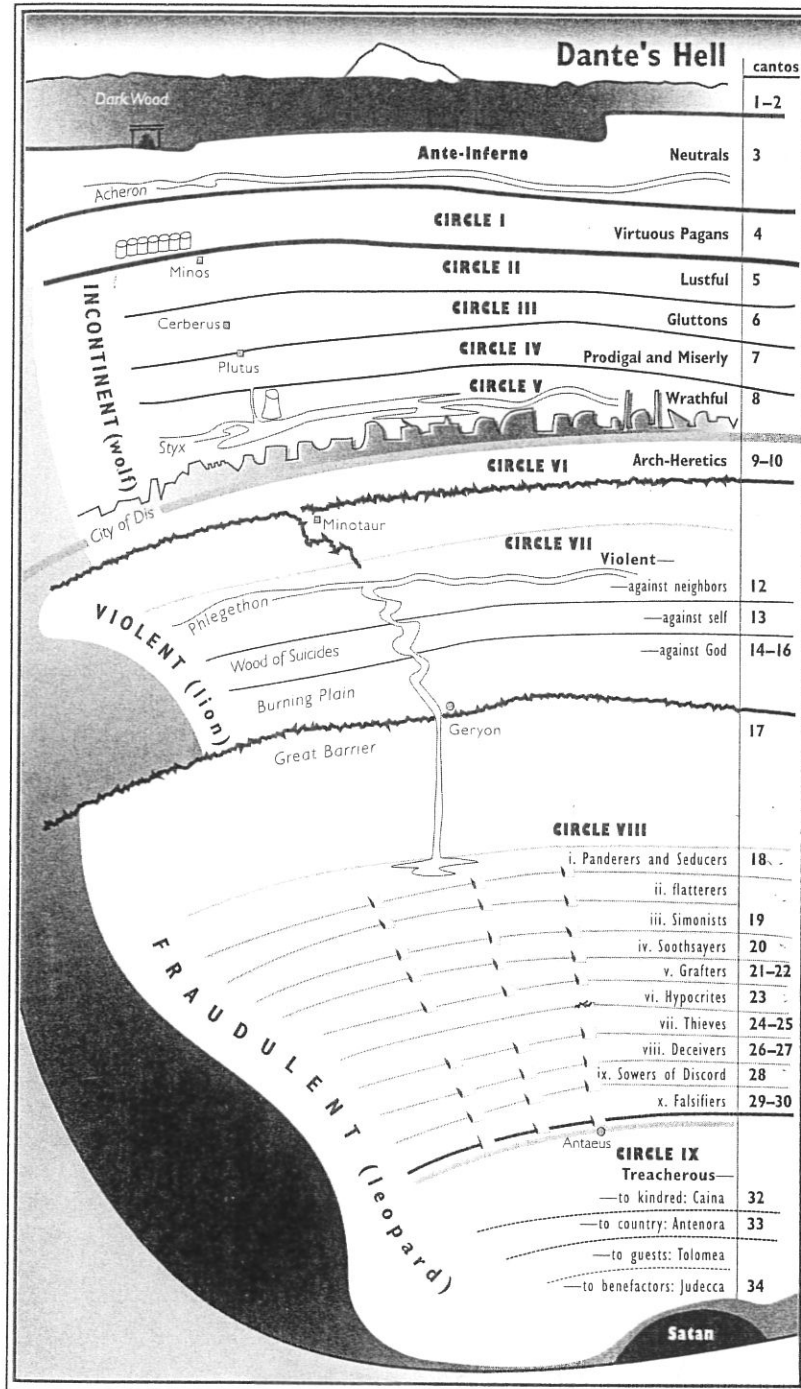 Dante's Hell
cantos
Dark Wood
1–2
Ante-Inferno
Neutrals
3
Acheron
CIRCLE I
Virtuous Pagans
4
Minos
CIRCLE II
Lustful
5
INCONTINENT (wolf)
Cerberus
CIRCLE III
Gluttons
6
Plutus
CIRCLE IV
Prodigal and Miserly
7
CIRCLE V
Wrathful
8
Styx
City of Dis
CIRCLE VI
Arch-Heretics
9–10
Minotaur
CIRCLE VII
Violent—
VIOLENT (lion)
Phlegethon
—against neighbors
12
—against self
13
Wood of Suicides
—against God
14–16
Burning Plain
Geryon
17
Great Barrier
CIRCLE VIII
FRAUDULENT (leopard)
i. Panderers and Seducers
18
ii. flatterers
iii. Simonists
19
iv. Soothsayers
20
v. Grafters
21–22
vi. Hypocrites
23
vii. Thieves
24–25
viii. Deceivers
26–27
ix. Sowers of Discord
28
x. Falsifiers
29–30
Antaeus
CIRCLE IX
Treacherous—
—to kindred: Caina
32
—to country: Antenora
33
—to guests: Tolomea
—to benefactors: Judecca
34
Satan